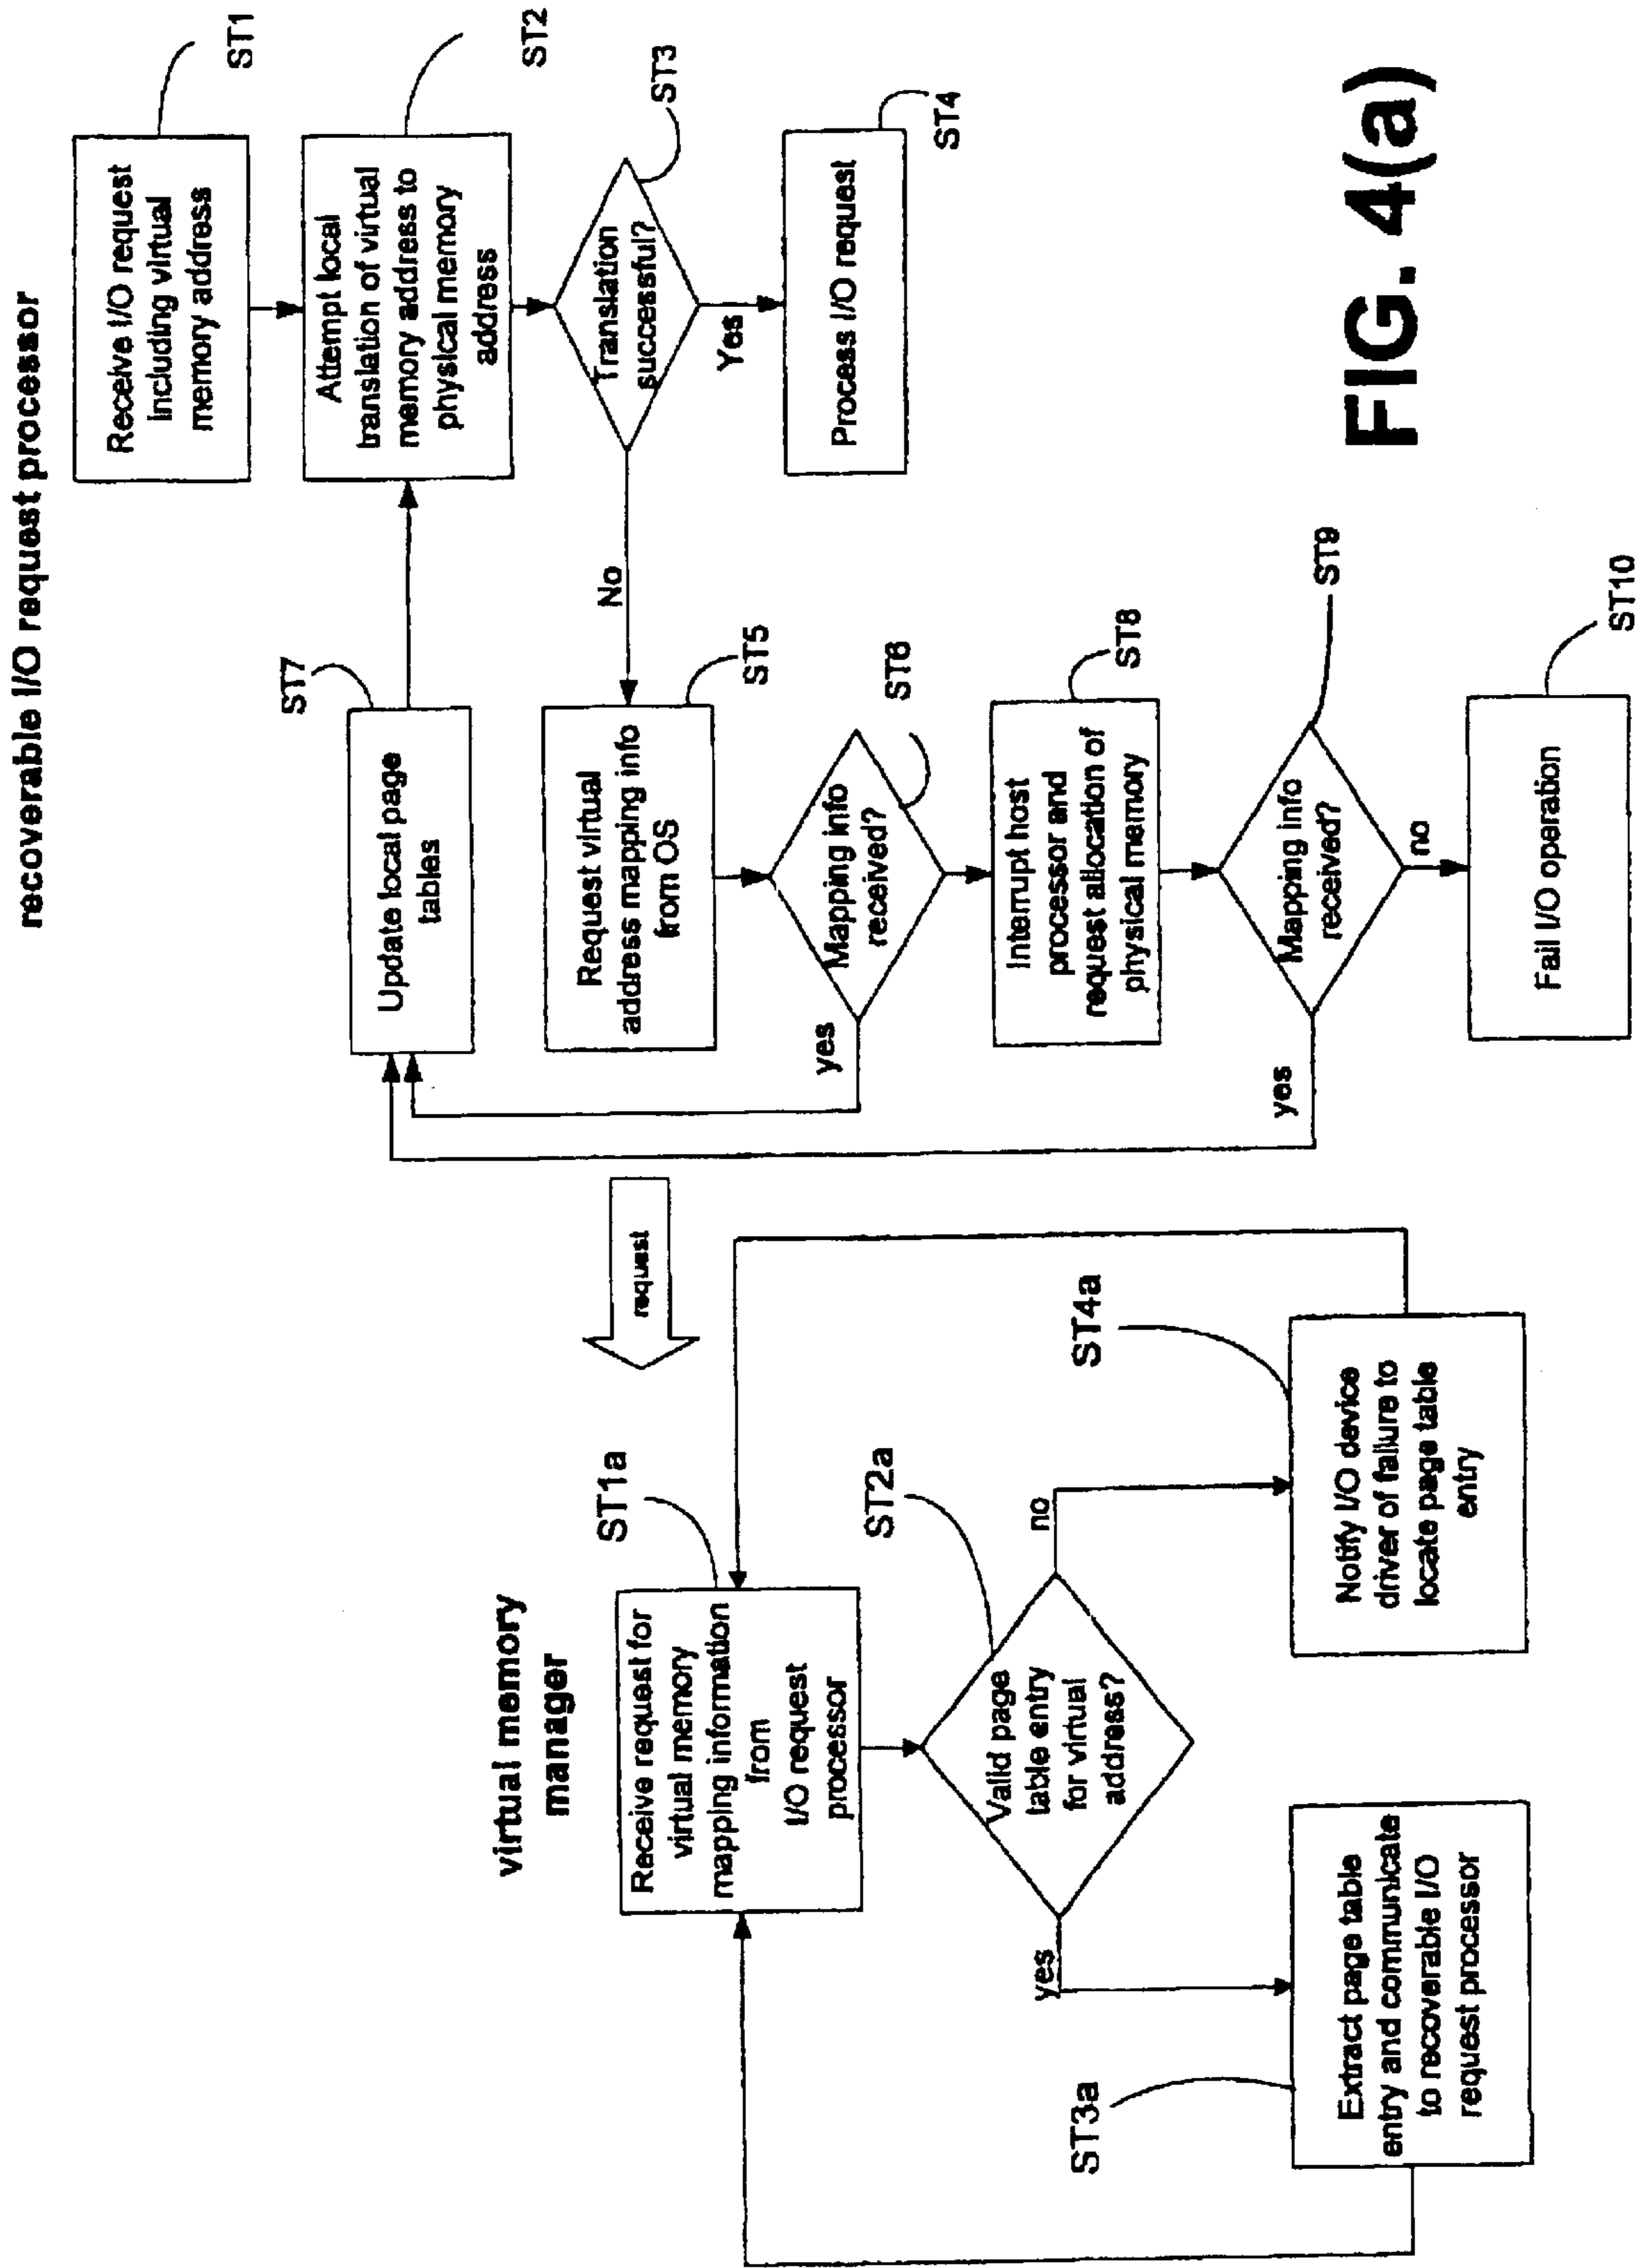 recoverable I/O request processor
Receive I/O request
including virtual
memory address
ST1
Attempt local
translation of virtual
memory address to
physical memory
address
ST2
Translation
successful?
ST3
Yes
No
Process I/O request
ST4
ST7
Update local page
tables
Request virtual
address mapping info
from OS
ST5
Mapping info
received?
ST6
yes
Interrupt host
processor and
request allocation of
physical memory
ST8
Mapping info
received?
ST9
yes
no
Fail I/O operation
ST10
request
virtual memory
manager
ST1a
Receive request for
virtual memory
mapping information
from
I/O request
processor
ST2a
Valid page
table entry
for virtual
address?
yes
no
ST3a
Extract page table
entry and communicate
to recoverable I/O
request processor
ST4a
Notify I/O device
driver of failure to
locate page table
entry
FIG. 4(a)